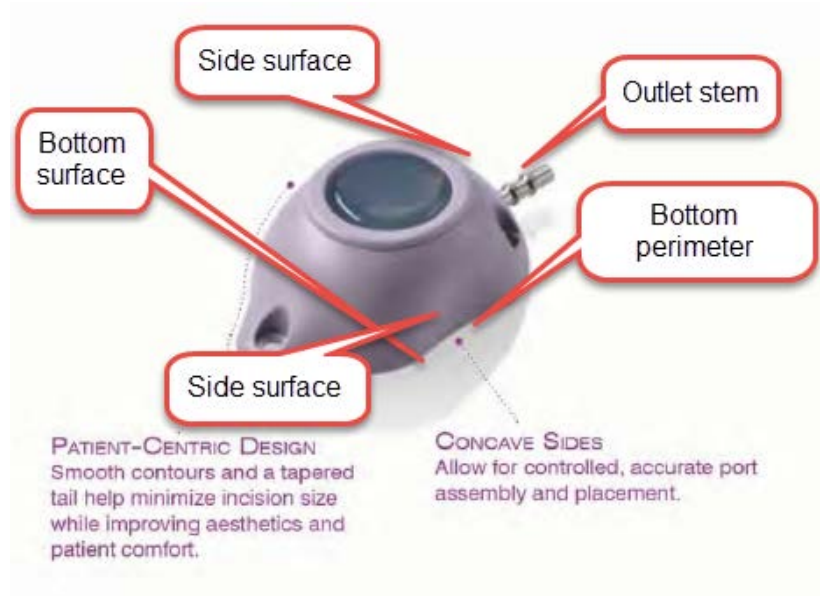 Side surface
Outlet stem
Bottom
surface
Bottom
perimeter
Side surface
PATIENT-CENTRIC DESIGN
Smooth contours and a tapered
tail help minimize incision size
while improving aesthetics and
patient comfort.
CONCAVE SIDES
Allow for controlled, accurate port
assembly and placement.